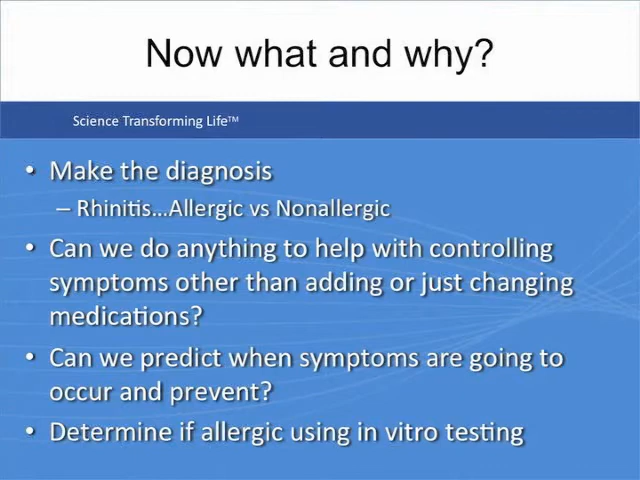 Now what and why?
Science Transforming Life™
• Make the diagnosis
– Rhinitis...Allergic vs Nonallergic
• Can we do anything to help with controlling
symptoms other than adding or just changing
medications?
• Can we predict when symptoms are going to
occur and prevent?
• Determine if allergic using in vitro testing